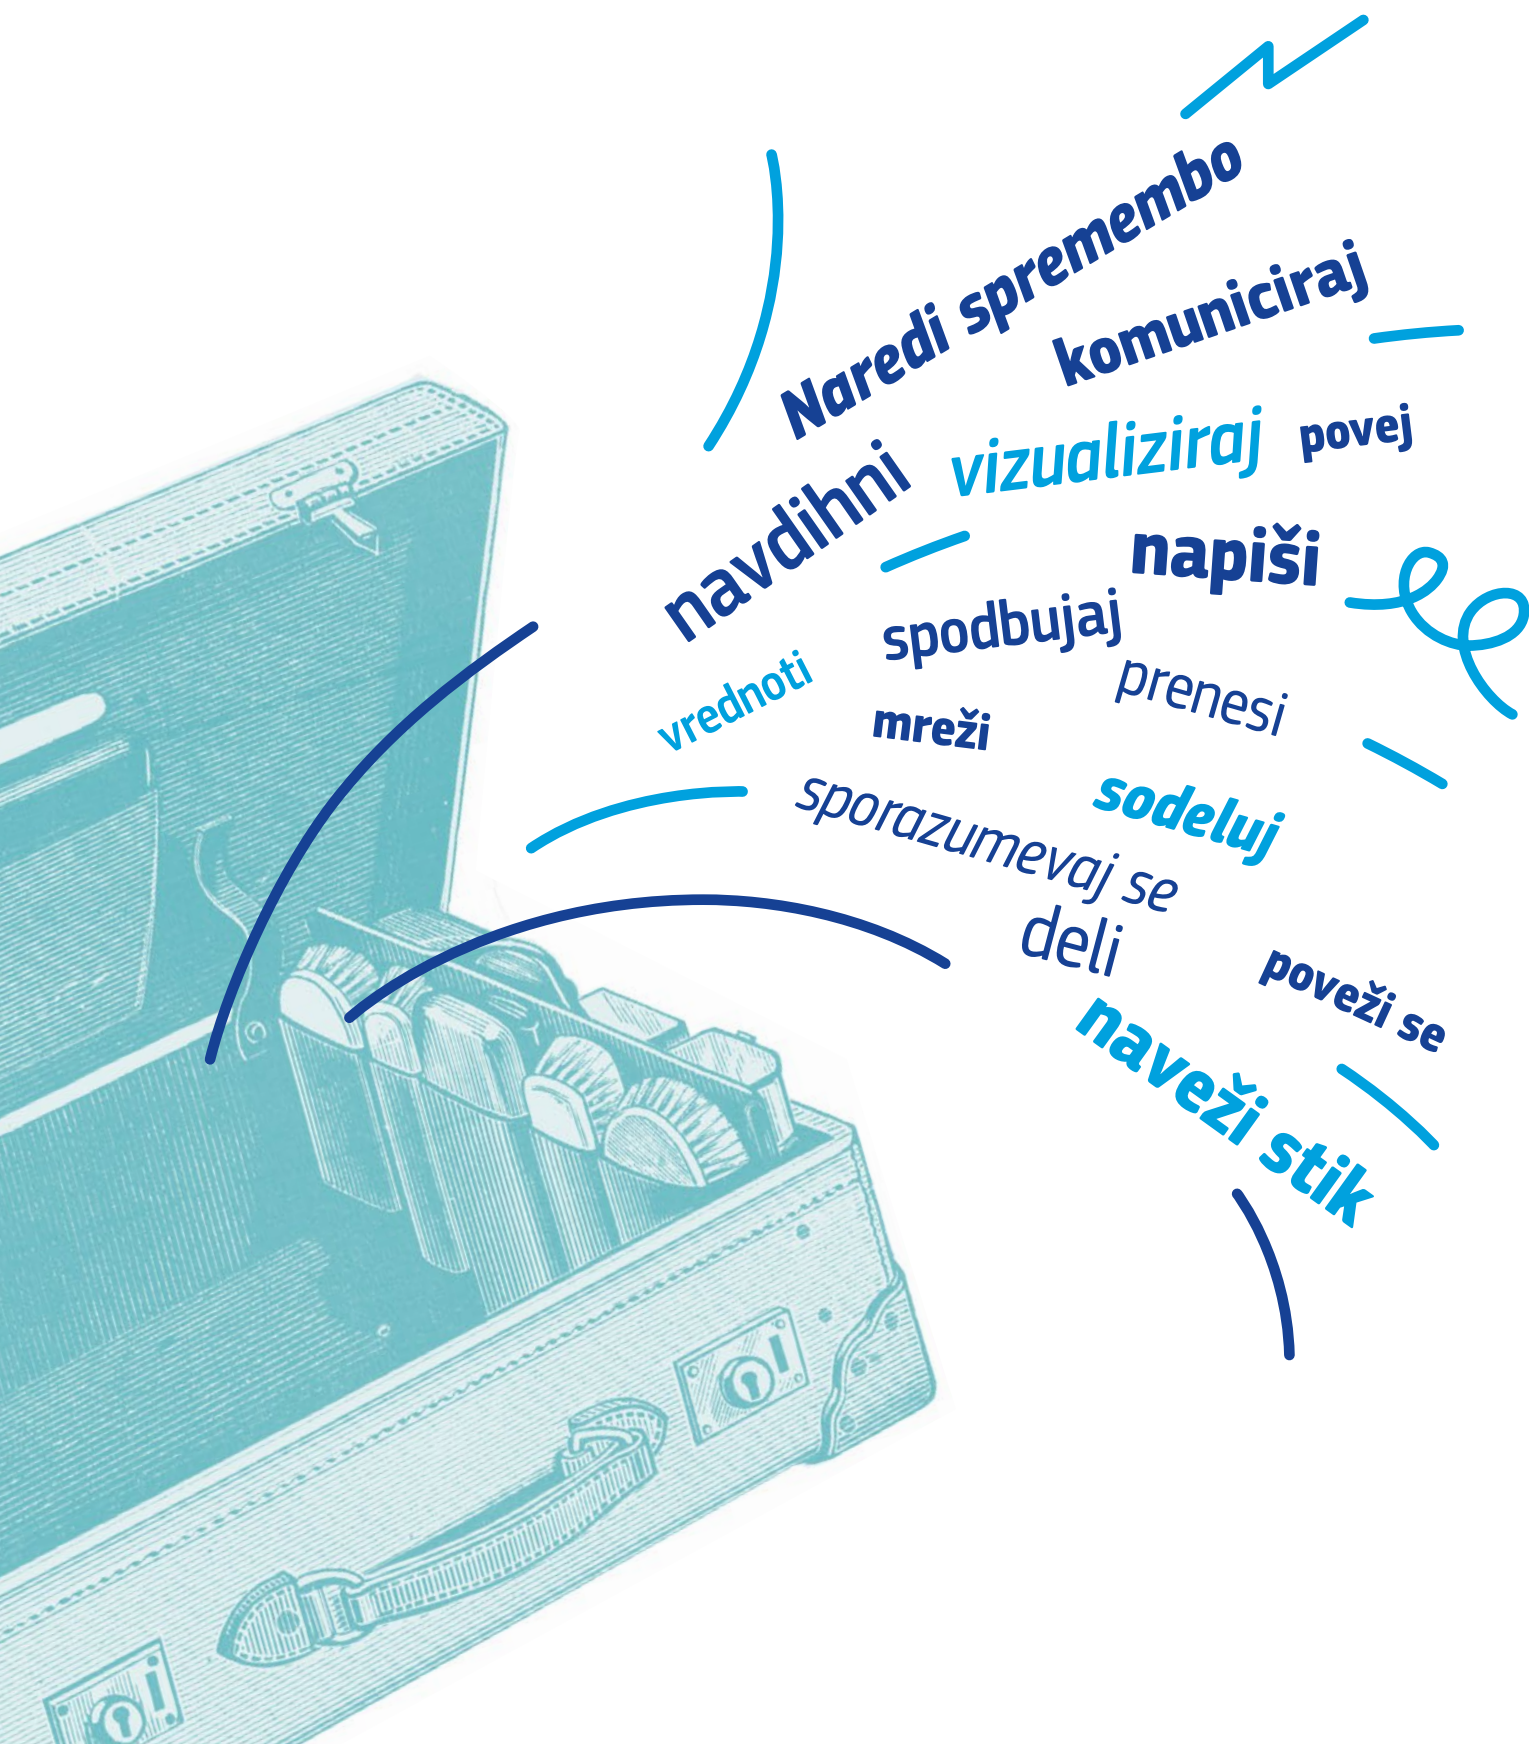 Naredi spremembo
komuniciraj
vizualiziraj
povej
navdihni
napiši
spodbujaj
prenesi
vrednoti
mreži
sodeluj
sporazumevaj se
deli
poveži se
naveži stik